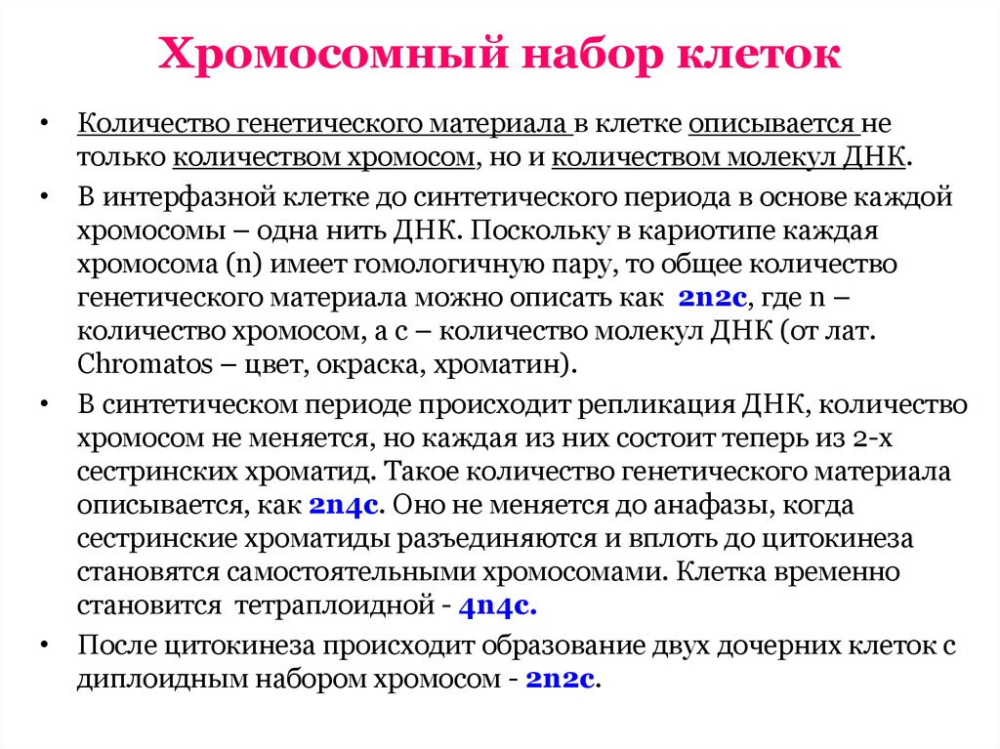 Хромосомный набор клеток
• Количество генетического материала в клетке описывается не
только количеством хромосом, но и количеством молекул ДНК.
• В интерфазной клетке до синтетического периода в основе каждой
хромосомы – одна нить ДНК. Поскольку в кариотипе каждая
хромосома (n) имеет гомологичную пару, то общее количество
генетического материала можно описать как 2n2c, где n –
количество хромосом, а с – количество молекул ДНК (от лат.
Chromatos – цвет, окраска, хроматин).
• В синтетическом периоде происходит репликация ДНК, количество
хромосом не меняется, но каждая из них состоит теперь из 2-х
сестринских хроматид. Такое количество генетического материала
описывается, как 2n4c. Оно не меняется до анафазы, когда
сестринские хроматиды разъединяются и вплоть до цитокинеза
становятся самостоятельными хромосомами. Клетка временно
становится тетраплоидной - 4n4c.
• После цитокинеза происходит образование двух дочерних клеток с
диплоидным набором хромосом - 2n2c.